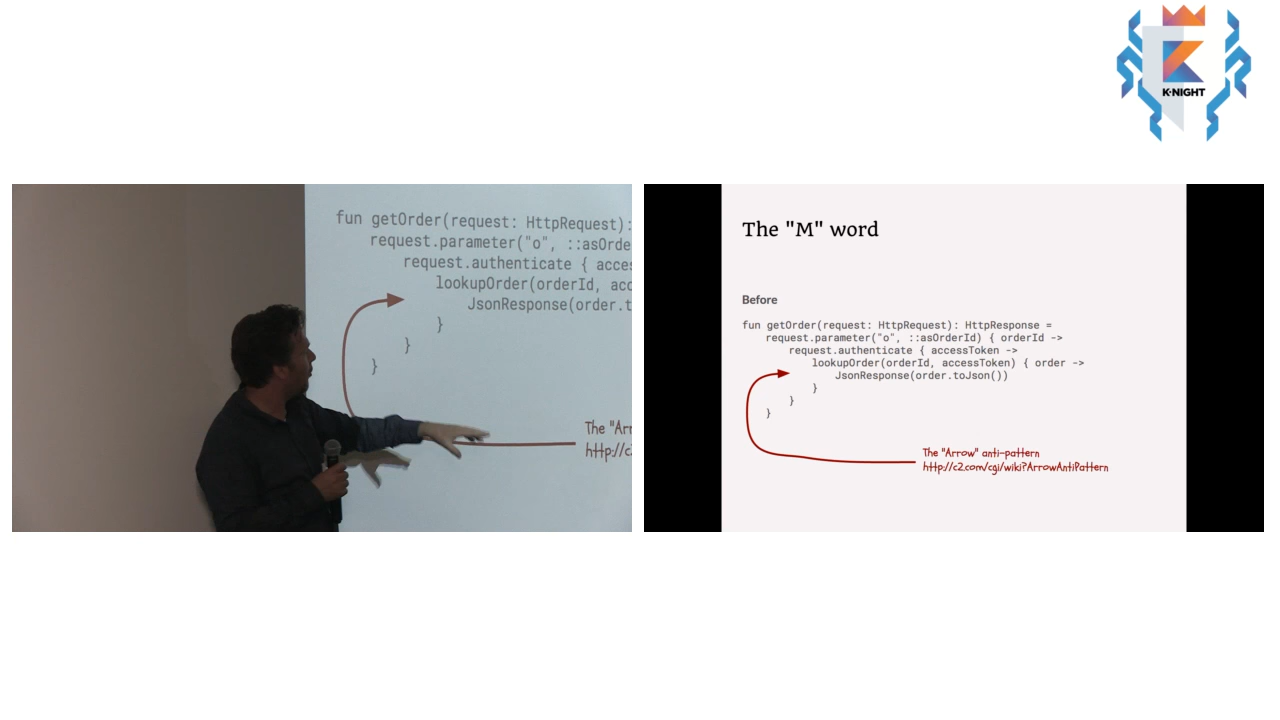 K·NIGHT
fun getOrder(request: HttpRequest):
request.parameter("o", ::asOrde
request.authenticate { acces
lookupOrder(orderId, acc
JsonResponse(order.t
}
}
}
The "Arr
http://c2
The "M" word
Before
fun getOrder(request: HttpRequest): HttpResponse =
request.parameter("o", ::asOrderId) { orderId ->
request.authenticate { accessToken ->
lookupOrder(orderId, accessToken) { order ->
JsonResponse(order.toJson())
}
}
}
The "Arrow" anti-pattern
http://c2.com/cgi/wiki?ArrowAntiPattern